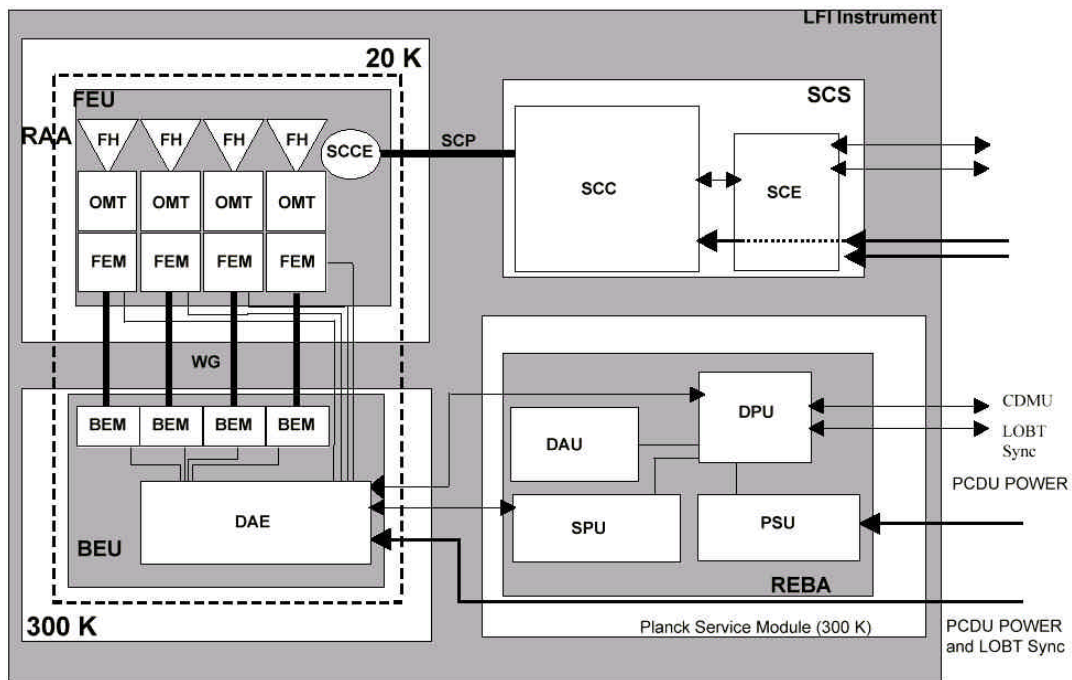 LFI Instrument
20 K
FEU
RAA
FH FH FH FH
SCCE
OMT OMT OMT OMT
FEM FEM FEM FEM
SCP
SCS
SCC
SCE
WG
BEM BEM BEM BEM
DAE
BEU
300 K
DPU
DAU
SPU
PSU
REBA
Planck Service Module (300 K)
CDMU
LOBT
Sync
PCDU POWER
PCDU POWER
and LOBT Sync